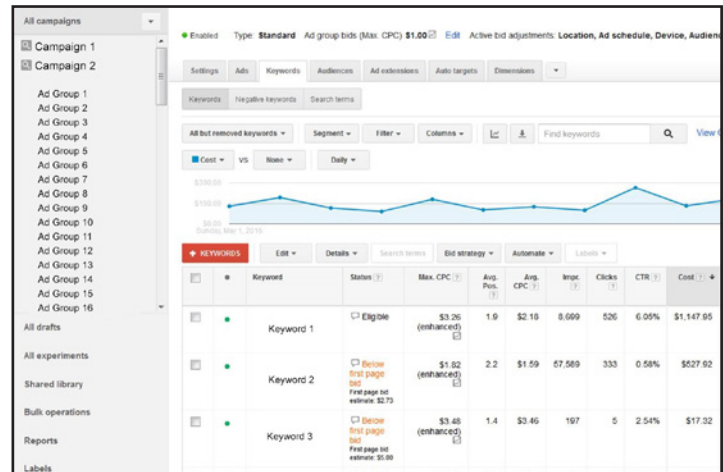 All campaigns
Campaign 1
Campaign 2
Ad Group 1
Ad Group 2
Ad Group 3
Ad Group 4
Ad Group 5
Ad Group 6
Ad Group 7
Ad Group 8
Ad Group 9
Ad Group 10
Ad Group 11
Ad Group 12
Ad Group 13
Ad Group 14
Ad Group 15
Ad Group 16
All drafts
All experiments
Shared library
Bulk operations
Reports
Labels
Enabled Type: Standard Ad group bids (Max. CPC) $1.00 Edit Active bid adjustments: Location, Ad schedule, Device, Audienc
Settings Ads Keywords Audiences Ad extensions Auto targets Dimensions
Keywords Negative keywords Search terms
All but removed keywords Segment Filter Columns Find keywords View
Cost VS None Daily
$300.00
$150.00
$0.00
Sunday, May 1, 2016
+ KEYWORDS Edit Details Search terms Bid strategy Automate Labels
Keyword Status ? Max. CPC ? Avg. Pos. ? Avg. CPC ? Impr. ? Clicks ? CTR ? Cost ?
Keyword 1 Eligible $3.26 (enhanced) 1.9 $2.18 8,699 526 6.05% $1,147.95
Keyword 2 Below first page bid $1.82 (enhanced) 2.2 $1.59 57,589 333 0.58% $527.92
First page bid estimate: $2.73
Keyword 3 Below first page bid $3.48 (enhanced) 1.4 $3.46 197 5 2.54% $17.32
First page bid estimate: